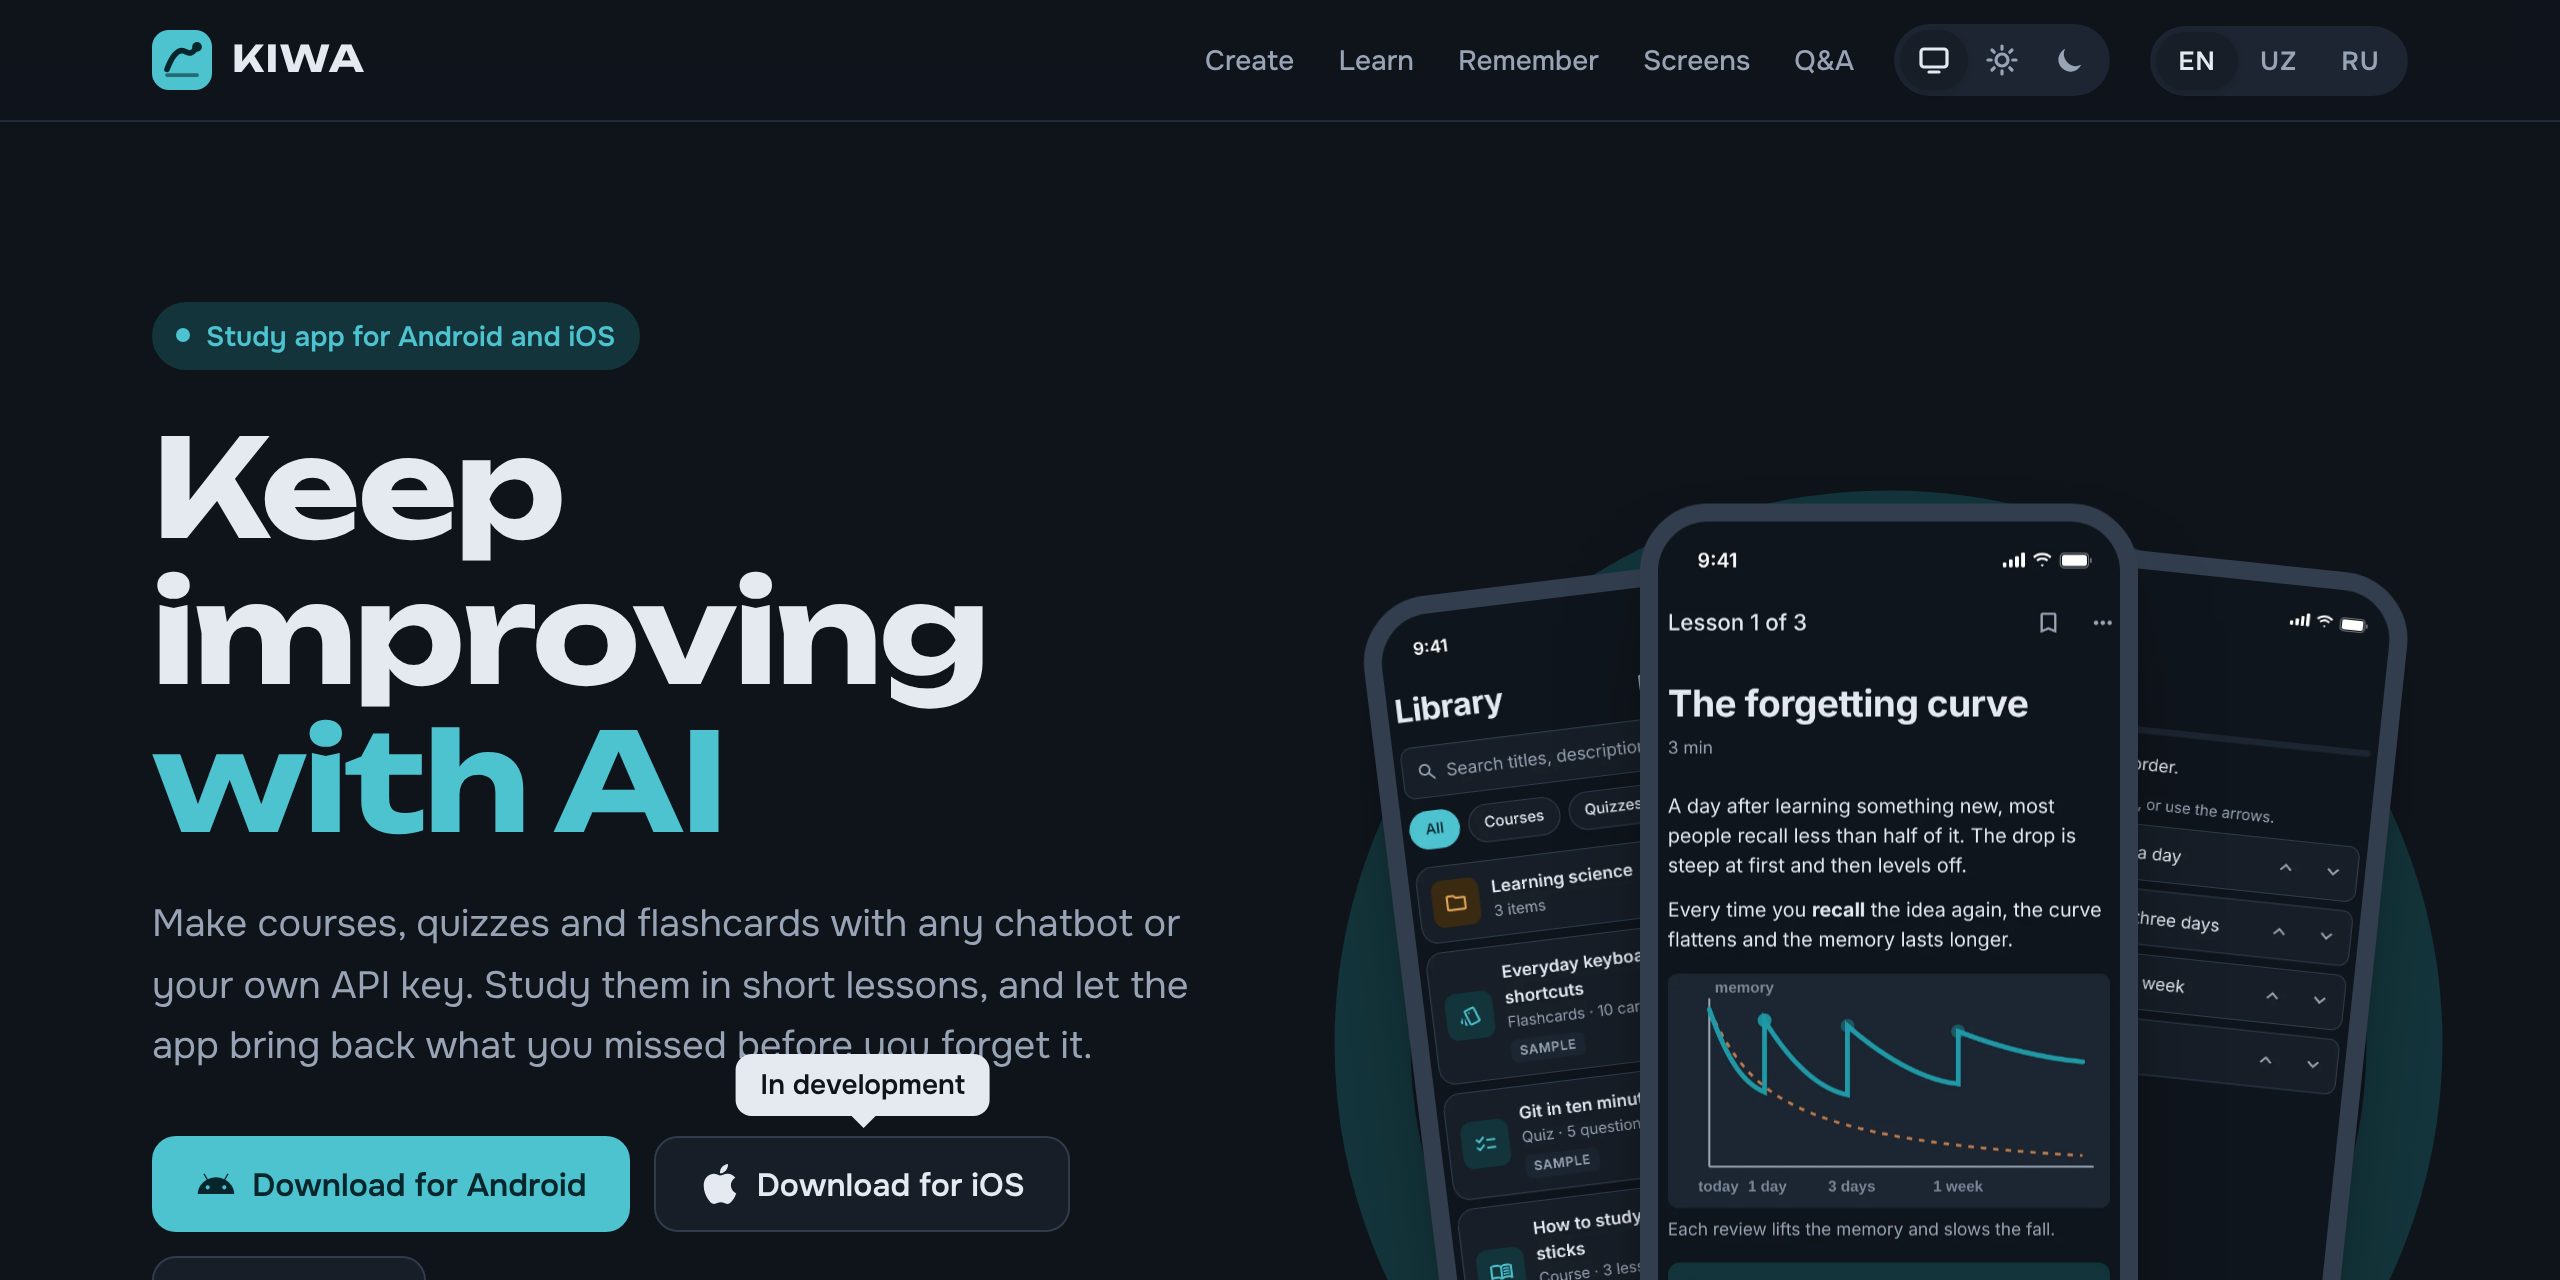 KIWA
Create
Learn
Remember
Screens
Q&A
EN
UZ
RU
Study app for Android and iOS
Keep
improving
with AI
Make courses, quizzes and flashcards with any chatbot or
your own API key. Study them in short lessons, and let the
app bring back what you missed before you forget it.
In development
Download for Android
Download for iOS
9:41
Library
Search titles,
All
Courses
Quizzes
Learning science
3 items
Everyday
shortcuts
Flashcards · 10
SAMPLE
Git in ten
Quiz · 5
SAMPLE
How to study
sticks
Course · 3
9:41
Lesson 1 of 3
The forgetting curve
3 min
A day after learning something new, most
people recall less than half of it. The drop is
steep at first and then levels off.
Every time you recall the idea again, the curve
flattens and the memory lasts longer.
memory
today
1 day
3 days
1 week
Each review lifts the memory and slows the fall.
, or use the arrows.
a day
three days
week